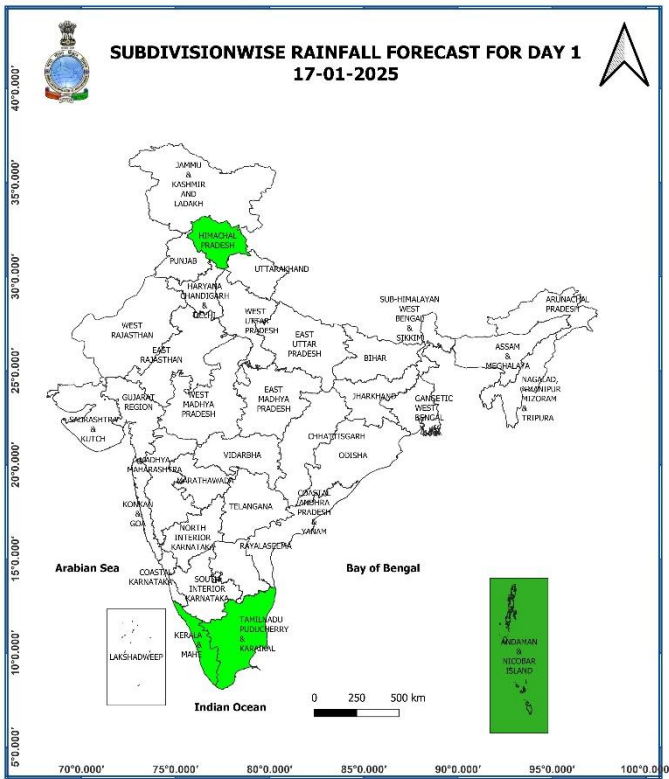 SUBDIVISIONWISE RAINFALL FORECAST FOR DAY 1
17-01-2025
40°0.000'
35°0.000'
30°0.000'
25°0.000'
20°0.000'
15°0.000'
10°0.000'
5°0.000'
JAMMU
&
KASHMIR
AND
LADAKH
HIMACHAL
PRADESH
PUNJAB
UTTARAKHAND
HARYANA
CHANDIGARH
&
DELHI
WEST
UTTAR
PRADESH
SUB-HIMALAYAN
WEST
BENGAL
&
SIKKIM
ARUNACHAL
PRADESH
WEST
RAJASTHAN
EAST
RAJASTHAN
EAST
UTTAR
PRADESH
BIHAR
ASSAM
&
MEGHALAYA
NAGALAD,
MANIPUR
MIZORAM
&
TRIPURA
GUJARAT
REGION
SAURASHTRA
&
KUTCH
WEST
MADHYA
PRADESH
EAST
MADHYA
PRADESH
JHARKHAND
GANGETIC
WEST
BENGAL
CHHATTISGARH
ODISHA
VIDARBHA
MADHYA
MAHARASHTRA
MARATHAWADA
KONKAN
&
GOA
TELANGANA
COASTAL
ANDHRA
PRADESH
&
YANAM
NORTH
INTERIOR
KARNATAKA
RAYALASEEMA
COASTAL
KARNATAKA
SOUTH
INTERIOR
KARNATAKA
Arabian Sea
Bay of Bengal
TAMILNADU
PUDUCHERRY
&
KARAIKAL
KERALA
&
MAHE
LAKSHADWEEP
ANDAMAN
&
NICOBAR
ISLAND
Indian Ocean
0 250 500 km
70°0.000' 75°0.000' 80°0.000' 85°0.000' 90°0.000' 95°0.000' 100°0.000'